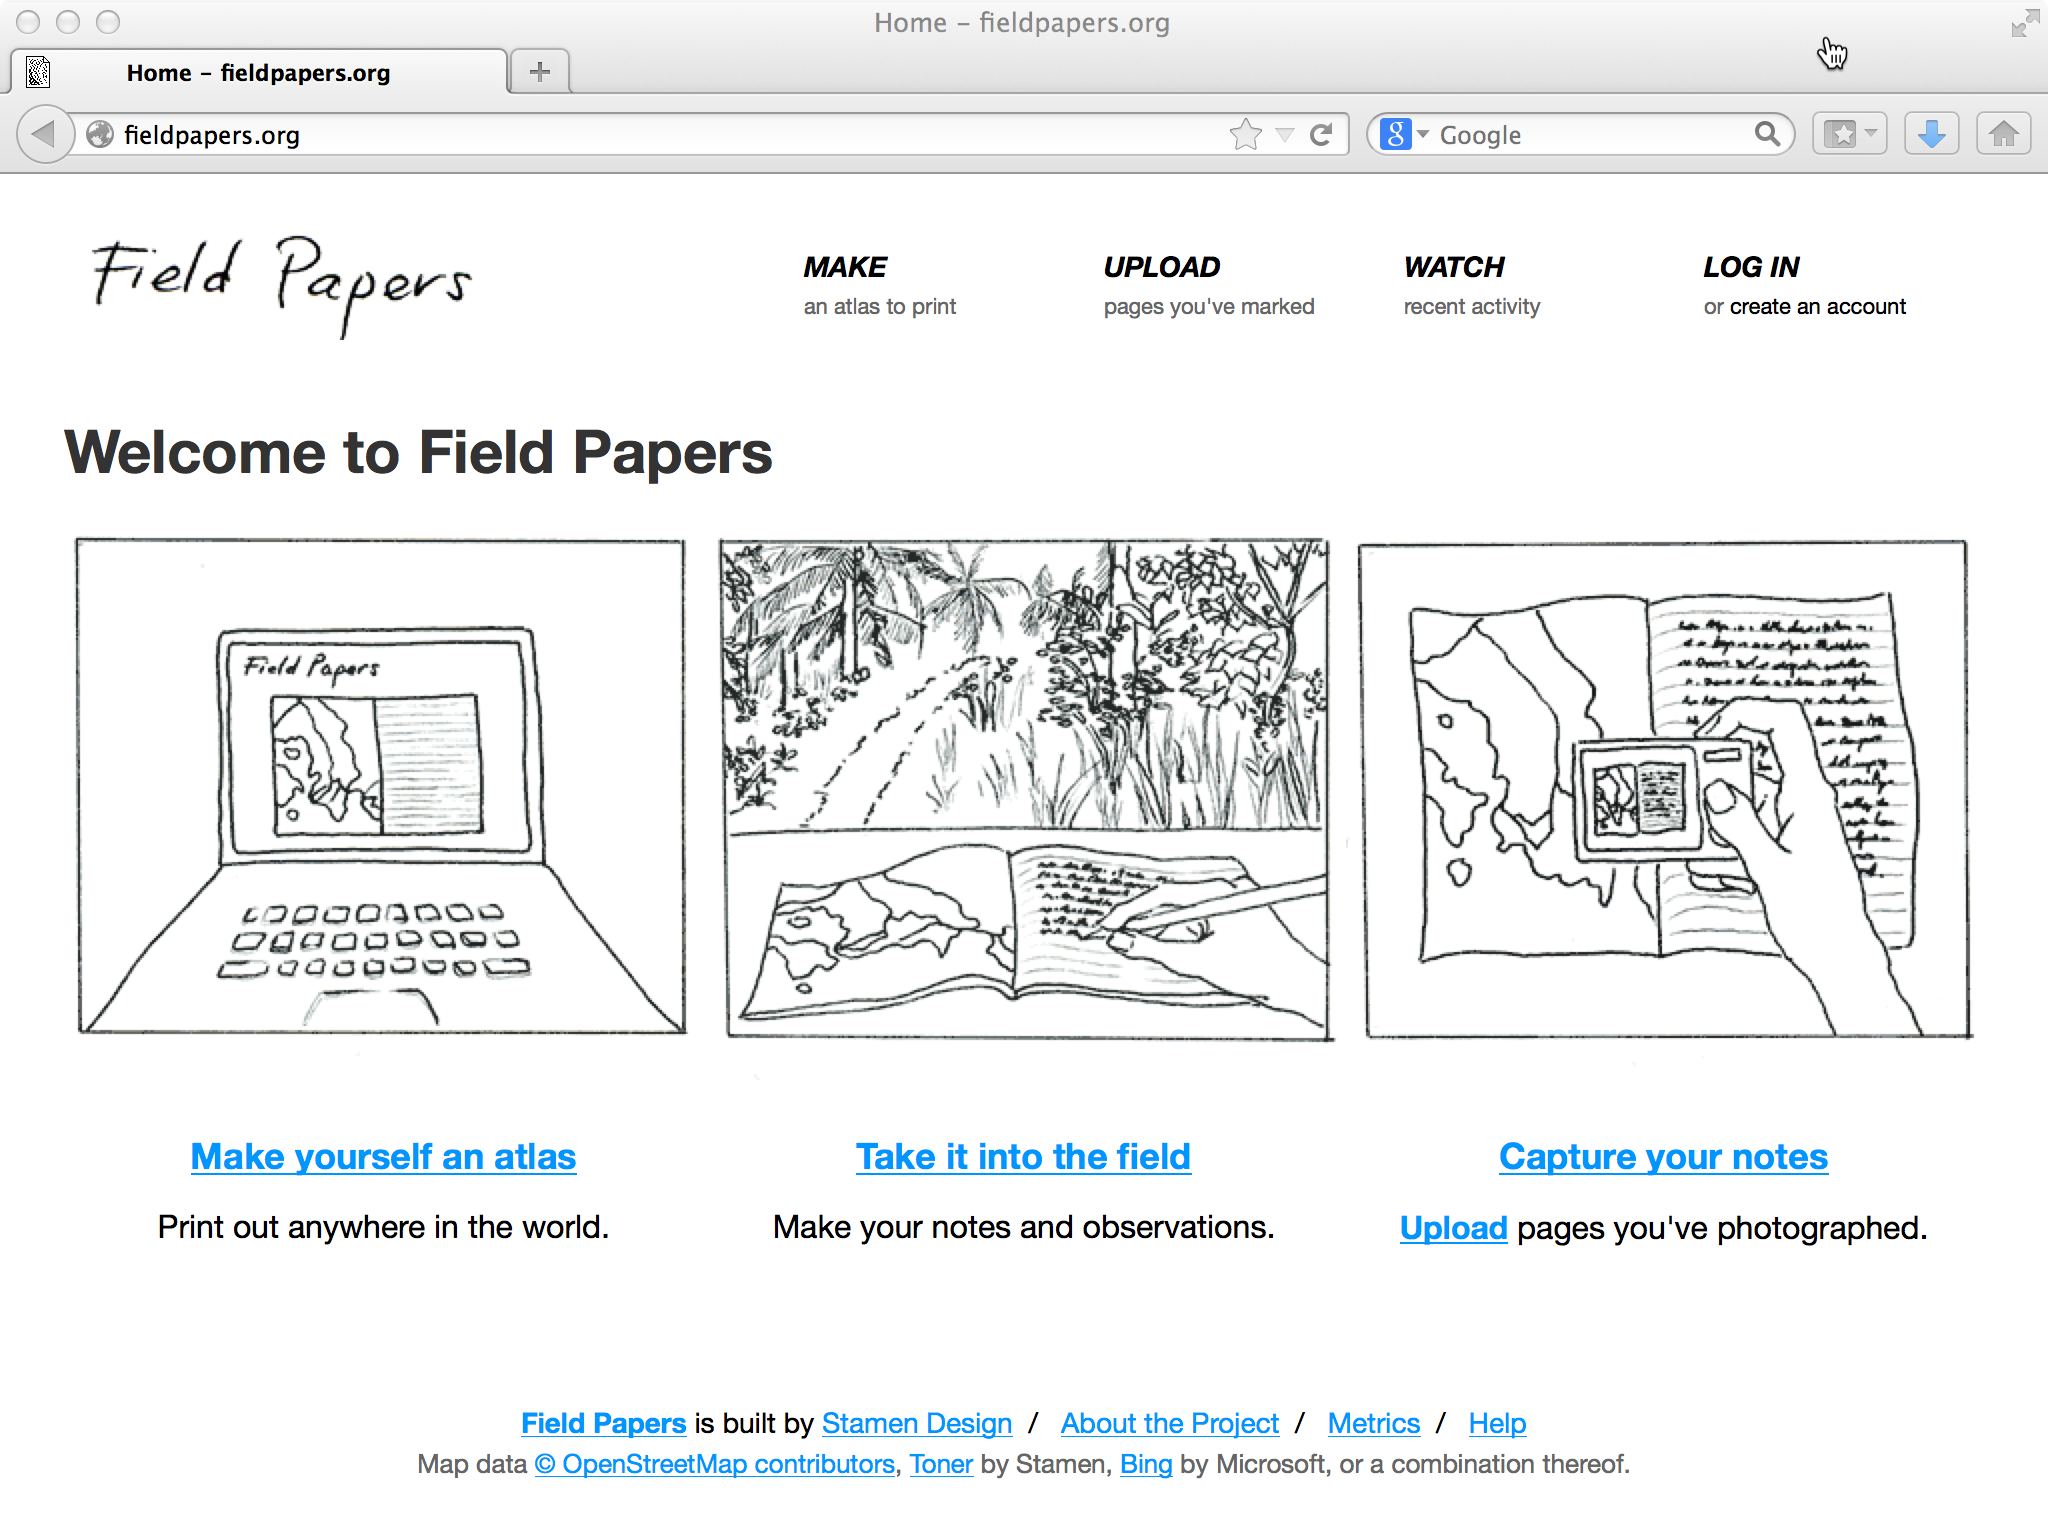 Home – fieldpapers.org
Home – fieldpapers.org
fieldpapers.org
Google
Field Papers
MAKE
an atlas to print
UPLOAD
pages you've marked
WATCH
recent activity
LOG IN
or create an account
Welcome to Field Papers
Field Papers
Make yourself an atlas
Print out anywhere in the world.
Take it into the field
Make your notes and observations.
Capture your notes
Upload pages you've photographed.
Field Papers is built by Stamen Design / About the Project / Metrics / Help
Map data © OpenStreetMap contributors, Toner by Stamen, Bing by Microsoft, or a combination thereof.